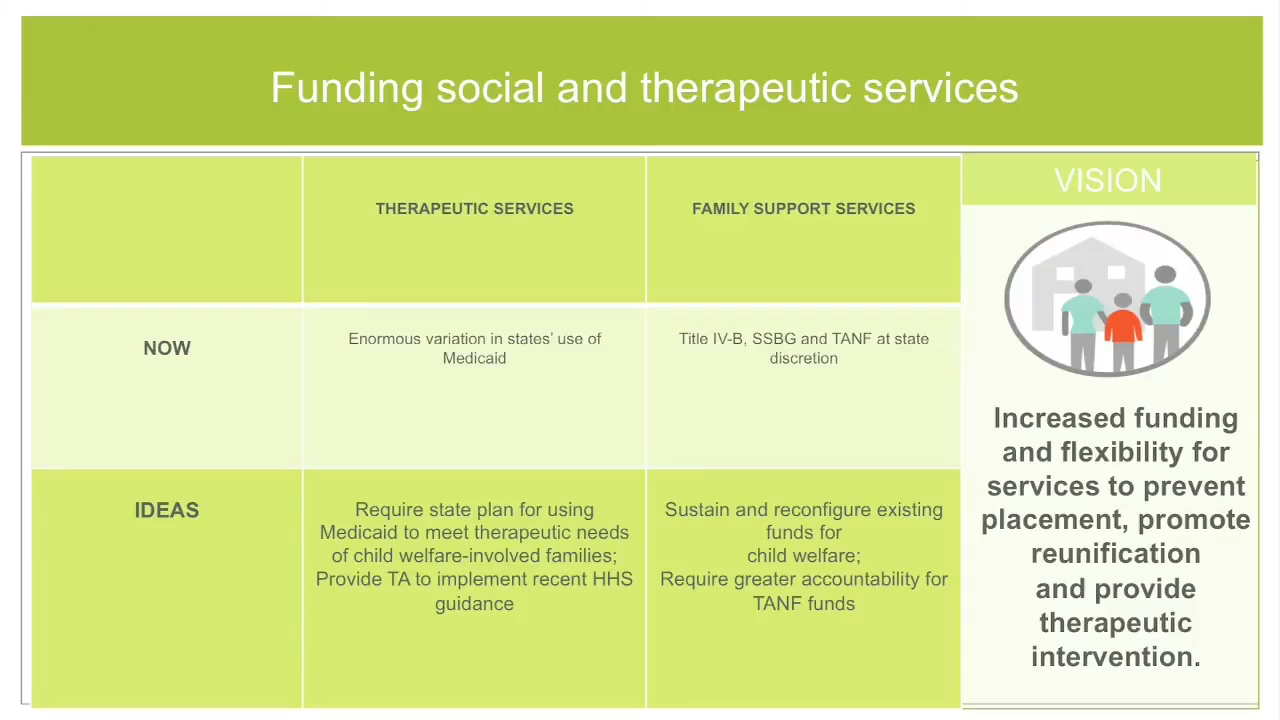 Funding social and therapeutic services
THERAPEUTIC SERVICES
FAMILY SUPPORT SERVICES
NOW
Enormous variation in states’ use of
Medicaid
Title IV-B, SSBG and TANF at state
discretion
IDEAS
Require state plan for using
Medicaid to meet therapeutic needs
of child welfare-involved families;
Provide TA to implement recent HHS
guidance
Sustain and reconfigure existing
funds for
child welfare;
Require greater accountability for
TANF funds
VISION
Increased funding
and flexibility for
services to prevent
placement, promote
reunification
and provide
therapeutic
intervention.